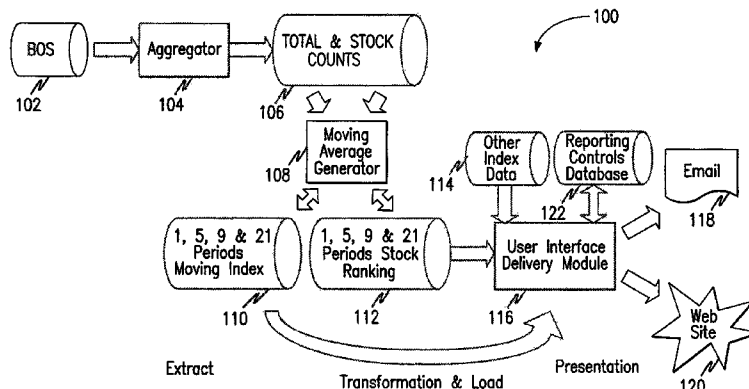 100
BOS
102
Aggregator
104
TOTAL & STOCK
COUNTS
106
Moving
Average
Generator
108
Other
Index
Data
114
Reporting
Controls
Database
122
Email
118
1, 5, 9 & 21
Periods
Moving Index
110
1, 5, 9 & 21
Periods Stock
Ranking
112
User Interface
Delivery Module
116
Web
Site
120
Extract
Transformation & Load
Presentation